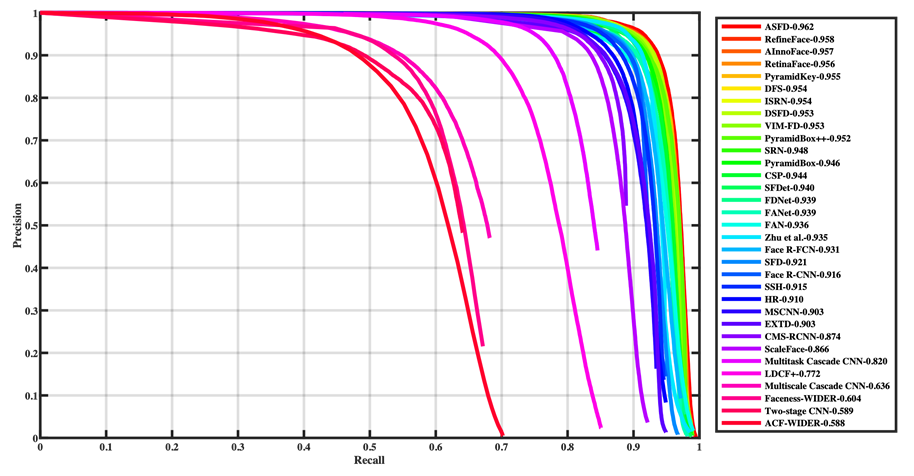 ASFD-0.962
RefineFace-0.958
AInnoFace-0.957
RetinaFace-0.956
PyramidKey-0.955
DFS-0.954
ISRN-0.954
DSFD-0.953
VIM-FD-0.953
PyramidBox++-0.952
SRN-0.948
PyramidBox-0.946
CSP-0.944
SFDet-0.940
FDNet-0.939
FANet-0.939
FAN-0.936
Zhu et al.-0.935
Face R-FCN-0.931
SFD-0.921
Face R-CNN-0.916
SSH-0.915
HR-0.910
MSCNN-0.903
EXTD-0.903
CMS-RCNN-0.874
ScaleFace-0.866
Multitask Cascade CNN-0.820
LDCF+-0.772
Multiscale Cascade CNN-0.636
Faceness-WIDER-0.604
Two-stage CNN-0.589
ACF-WIDER-0.588
Precision
1
0.9
0.8
0.7
0.6
0.5
0.4
0.3
0.2
0.1
0
0 0.1 0.2 0.3 0.4 0.5 0.6 0.7 0.8 0.9 1
Recall